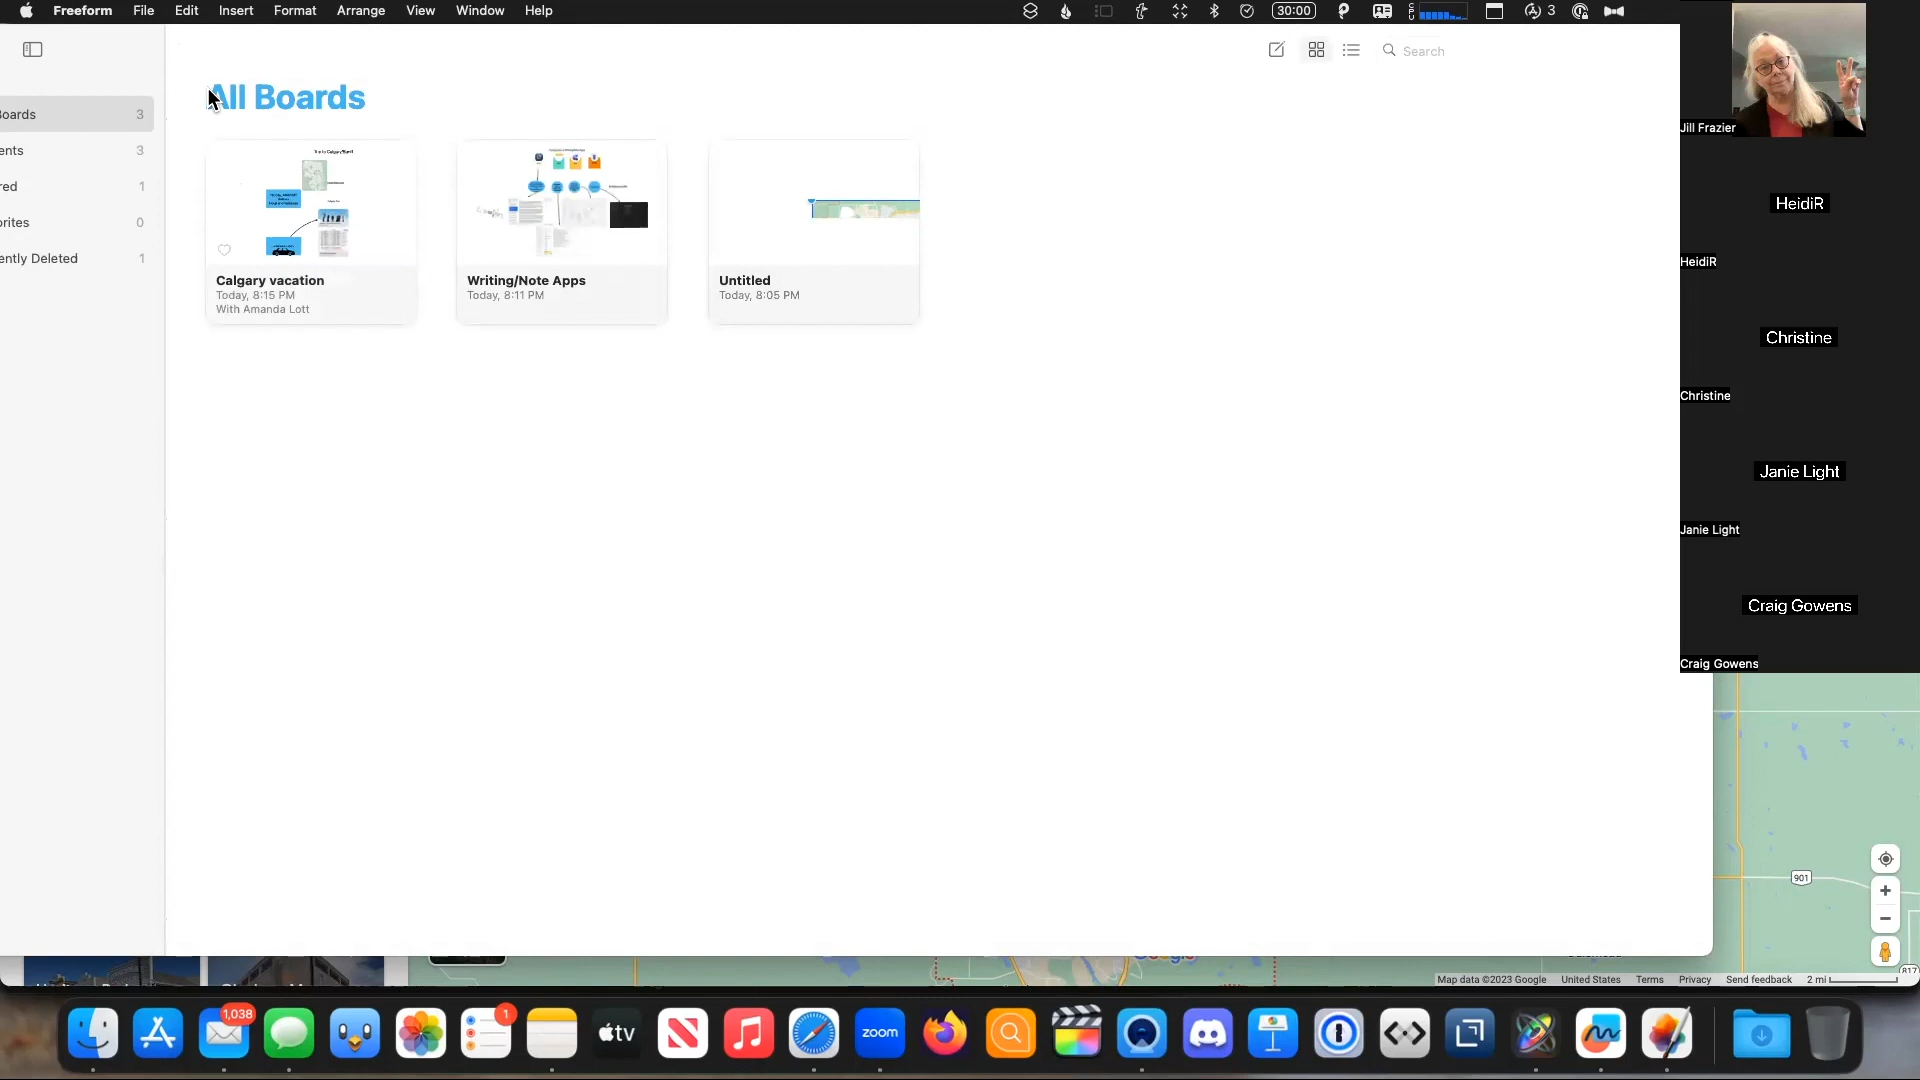 Freeform File Edit Insert Format Arrange View Window Help
30:00
3
Search
All Boards
Boards 3
ents 3
red 1
orites 0
ently Deleted 1
Calgary vacation
Today, 8:15 PM
With Amanda Lott
Writing/Note Apps
Today, 8:11 PM
Untitled
Today, 8:05 PM
Jill Frazier
HeidiR
HeidiR
Christine
Christine
Janie Light
Janie Light
Craig Gowens
Craig Gowens
901
817
Google
Map data ©2023 Google United States Terms Privacy Send feedback 2 mi
1,038
1
tv
zoom